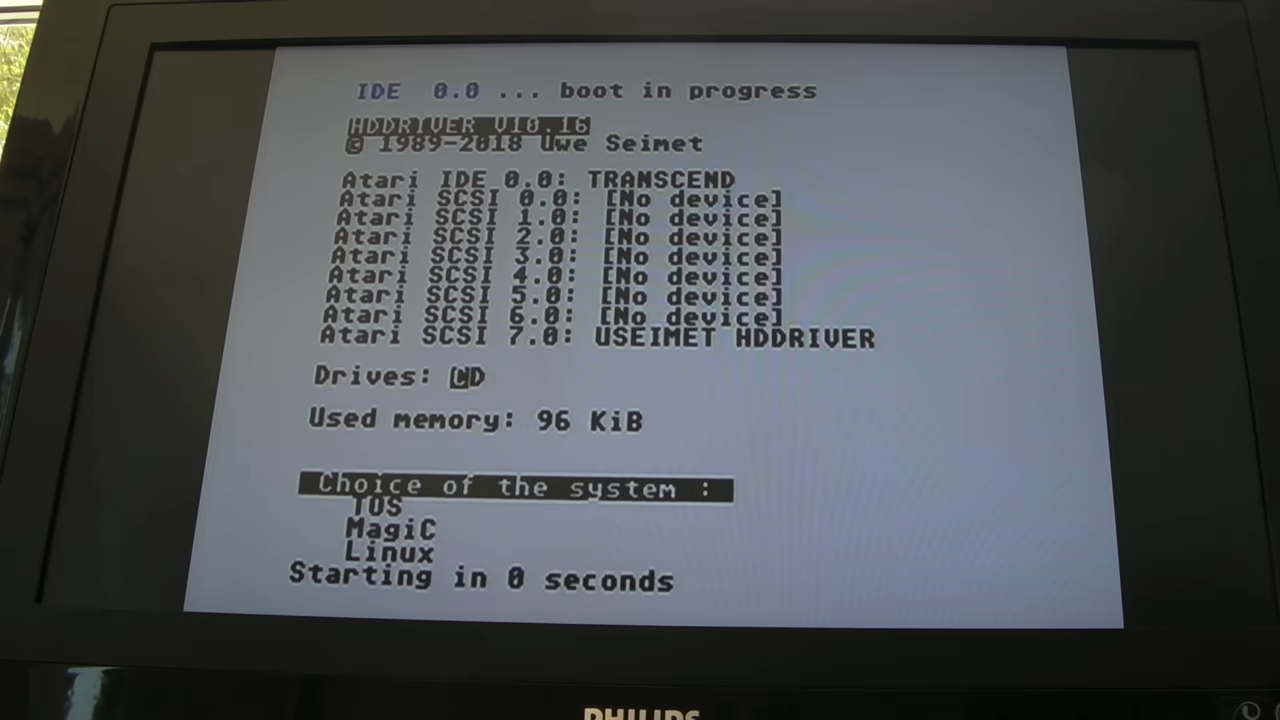 IDE 0.0 ... boot in progress
HDDRIVER V10.16
© 1989-2018 Uwe Seimet
Atari IDE 0.0: TRANSCEND
Atari SCSI 0.0: [No device]
Atari SCSI 1.0: [No device]
Atari SCSI 2.0: [No device]
Atari SCSI 3.0: [No device]
Atari SCSI 4.0: [No device]
Atari SCSI 5.0: [No device]
Atari SCSI 6.0: [No device]
Atari SCSI 7.0: USEIMET HDDRIVER
Drives:
Used memory: 96 KiB
Choice of the system :
TOS
MagiC
Linux
Starting in 0 seconds
PHILIPS